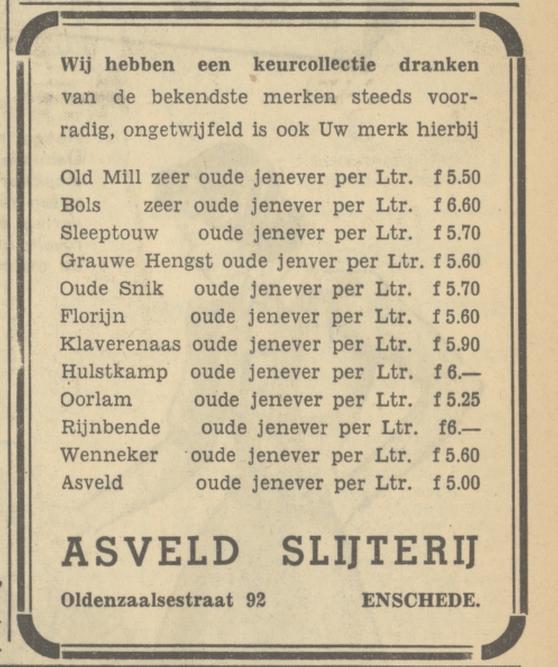 Wij hebben een keurcollectie dranken
van de bekendste merken steeds voor-
radig, ongetwijfeld is ook Uw merk hierbij
Old Mill zeer oude jenever per Ltr. f 5.50
Bols zeer oude jenever per Ltr. f 6.60
Sleeptouw oude jenever per Ltr. f 5.70
Grauwe Hengst oude jenver per Ltr. f 5.60
Oude Snik oude jenever per Ltr. f 5.70
Florijn oude jenever per Ltr. f 5.60
Klaverenaas oude jenever per Ltr. f 5.90
Hulstkamp oude jenever per Ltr. f 6.—
Oorlam oude jenever per Ltr. f 5.25
Rijnbende oude jenever per Ltr. f6.—
Wenneker oude jenever per Ltr. f 5.60
Asveld oude jenever per Ltr. f 5.00
ASVELD SLIJTERIJ
Oldenzaalsestraat 92 ENSCHEDE.